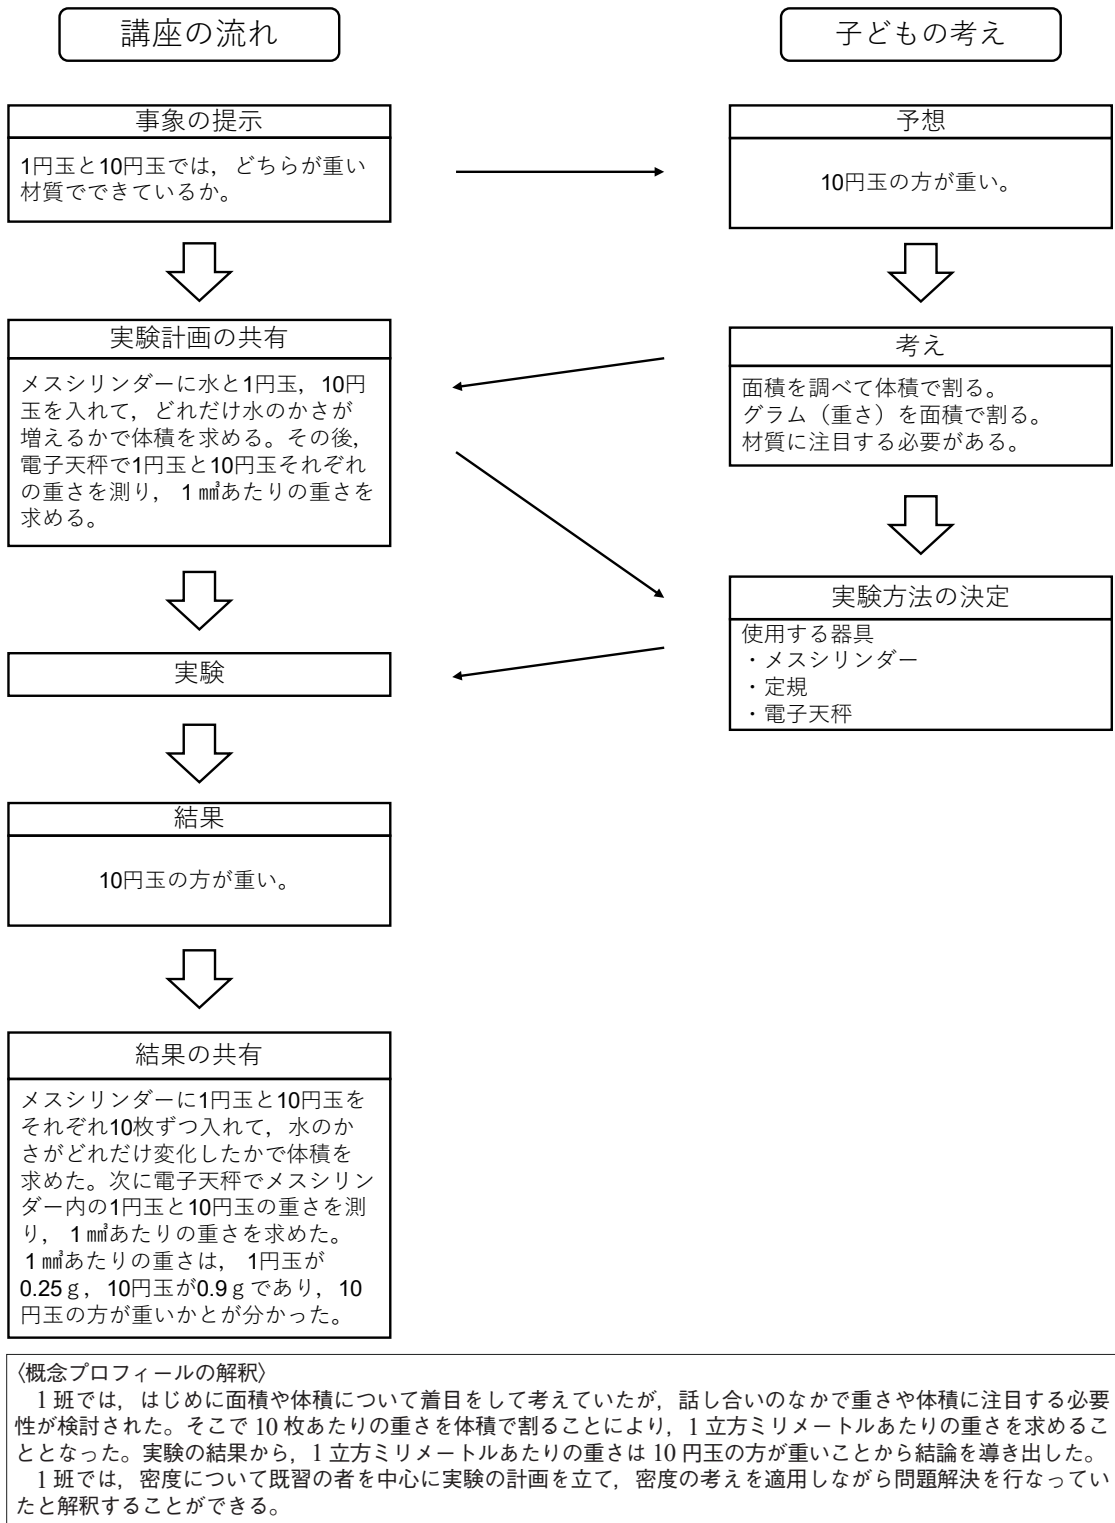 講座の流れ
子どもの考え
事象の提示
1円玉と10円玉では，どちらが重い
材質でできているか。
予想
10円玉の方が重い。
実験計画の共有
メスシリンダーに水と1円玉，10円
玉を入れて，どれだけ水のかさが
増えるかで体積を求める。その後，
電子天秤で1円玉と10円玉それぞれ
の重さを測り，1㎣あたりの重さを
求める。
考え
面積を調べて体積で割る。
グラム（重さ）を面積で割る。
材質に注目する必要がある。
実験方法の決定
使用する器具
・メスシリンダー
・定規
・電子天秤
実験
結果
10円玉の方が重い。
結果の共有
メスシリンダーに1円玉と10円玉を
それぞれ10枚ずつ入れて，水のか
さがどれだけ変化したかで体積を
求めた。次に電子天秤でメスシリン
ダー内の1円玉と10円玉の重さを測
り，1㎣あたりの重さを求めた。
1㎣あたりの重さは，1円玉が
0.25ｇ，10円玉が0.9ｇであり，10
円玉の方が重いかとが分かった。
〈概念プロフィールの解釈〉
1班では，はじめに面積や体積について着目をして考えていたが，話し合いのなかで重さや体積に注目する必要
性が検討された。そこで10枚あたりの重さを体積で割ることにより，1立方ミリメートルあたりの重さを求めるこ
ととなった。実験の結果から，1立方ミリメートルあたりの重さは10円玉の方が重いことから結論を導き出した。
1班では，密度について既習の者を中心に実験の計画を立て，密度の考えを適用しながら問題解決を行なってい
たと解釈することができる。